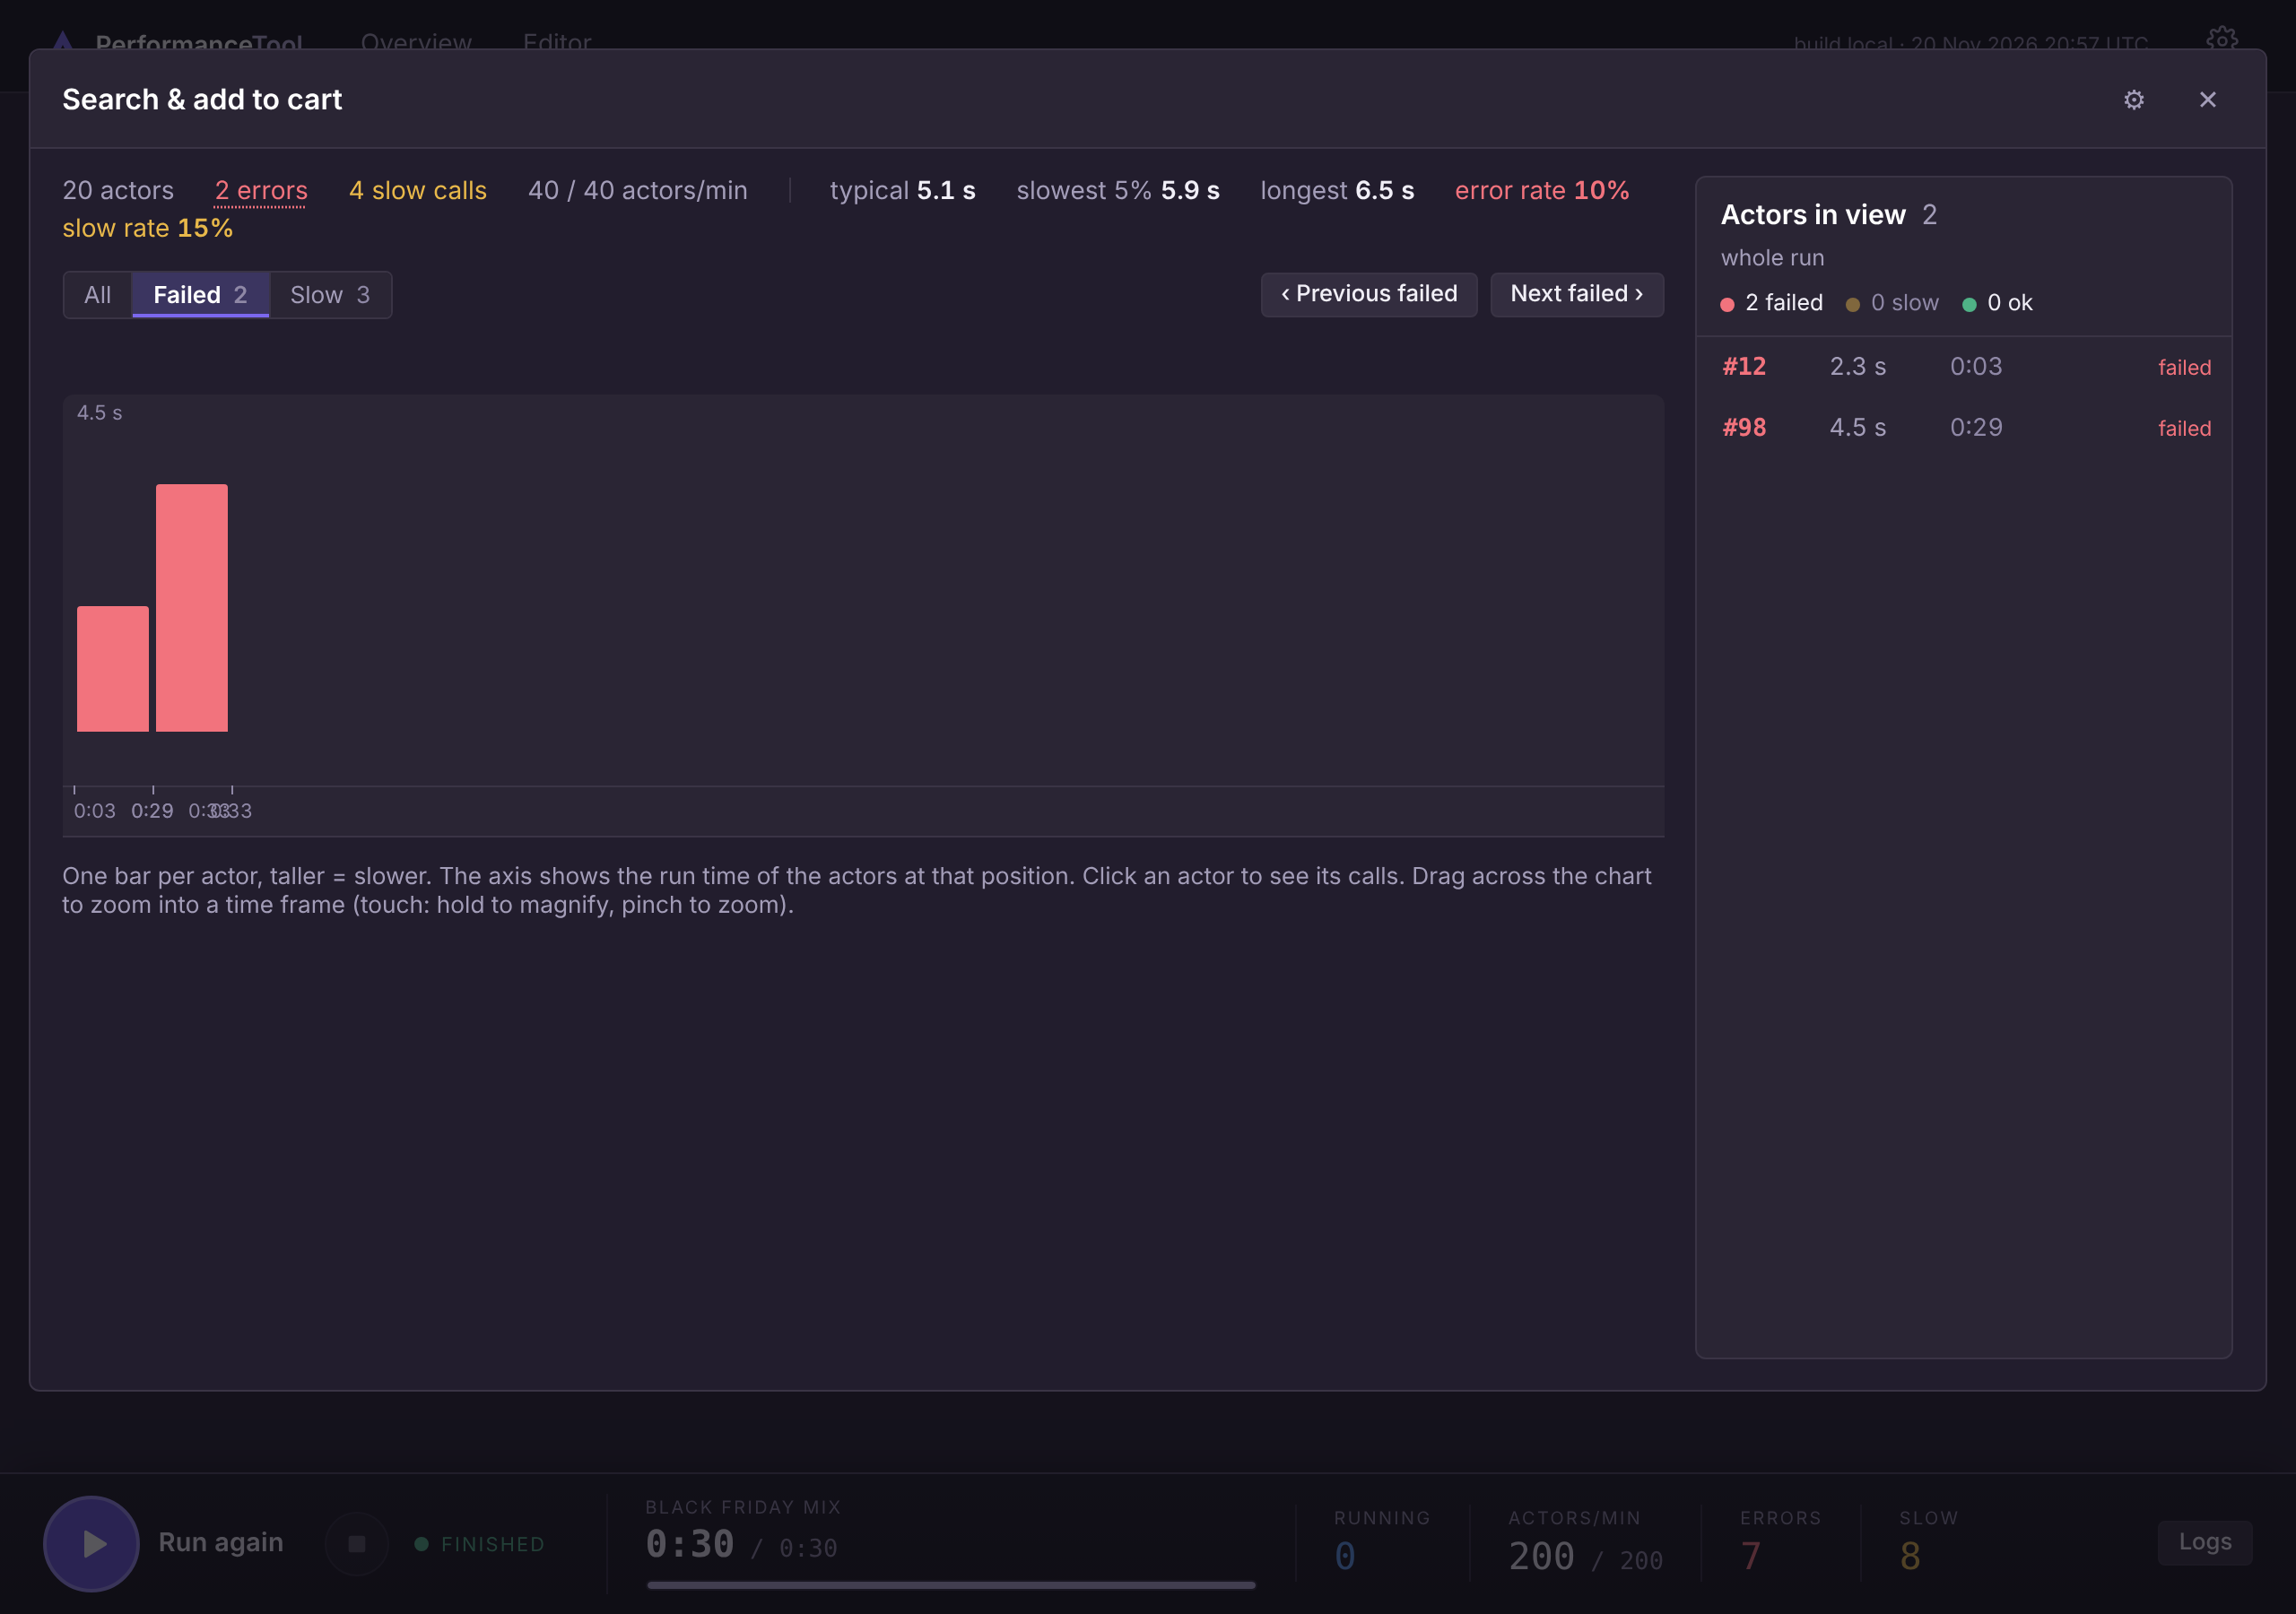 PerformanceTool Overview Editor build local · 20 Nov 2026 20:57 UTC
Search & add to cart
20 actors 2 errors 4 slow calls 40 / 40 actors/min typical 5.1 s slowest 5% 5.9 s longest 6.5 s error rate 10%
slow rate 15%
All Failed 2 Slow 3 ‹ Previous failed Next failed ›
4.5 s
0:03 0:29 0:33
One bar per actor, taller = slower. The axis shows the run time of the actors at that position. Click an actor to see its calls. Drag across the chart
to zoom into a time frame (touch: hold to magnify, pinch to zoom).
Actors in view 2
whole run
2 failed 0 slow 0 ok
#12 2.3 s 0:03 failed
#98 4.5 s 0:29 failed
Run again
FINISHED
BLACK FRIDAY MIX
0:30 / 0:30
RUNNING
0
ACTORS/MIN
200 / 200
ERRORS
7
SLOW
8
Logs